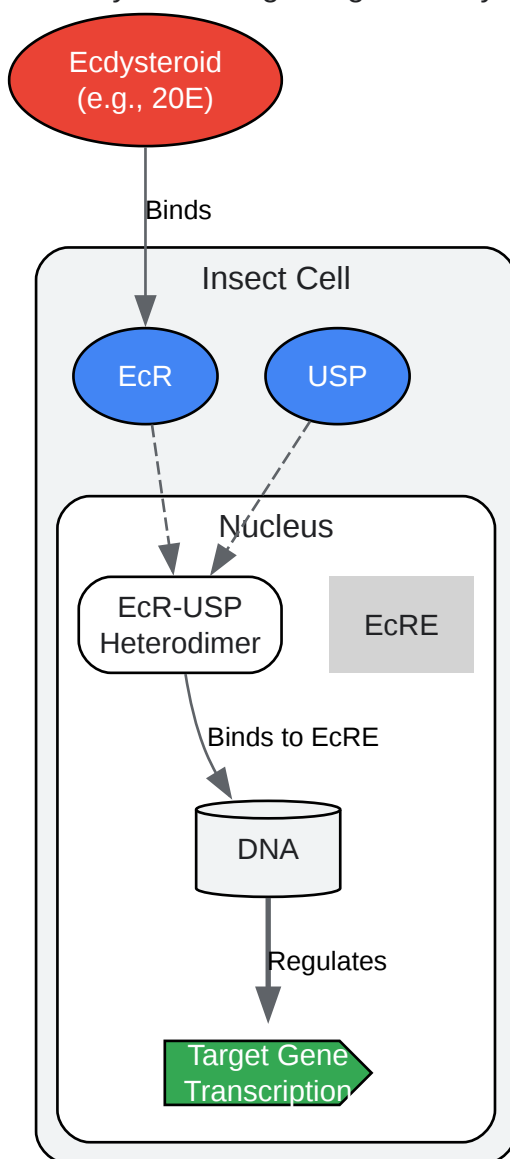 Ecdysteroid
(e.g., 20E)
Binds
Insect Cell
EcR
USP
Nucleus
EcR-USP
Heterodimer
EcRE
Binds to EcRE
DNA
Regulates
Target Gene
Transcription